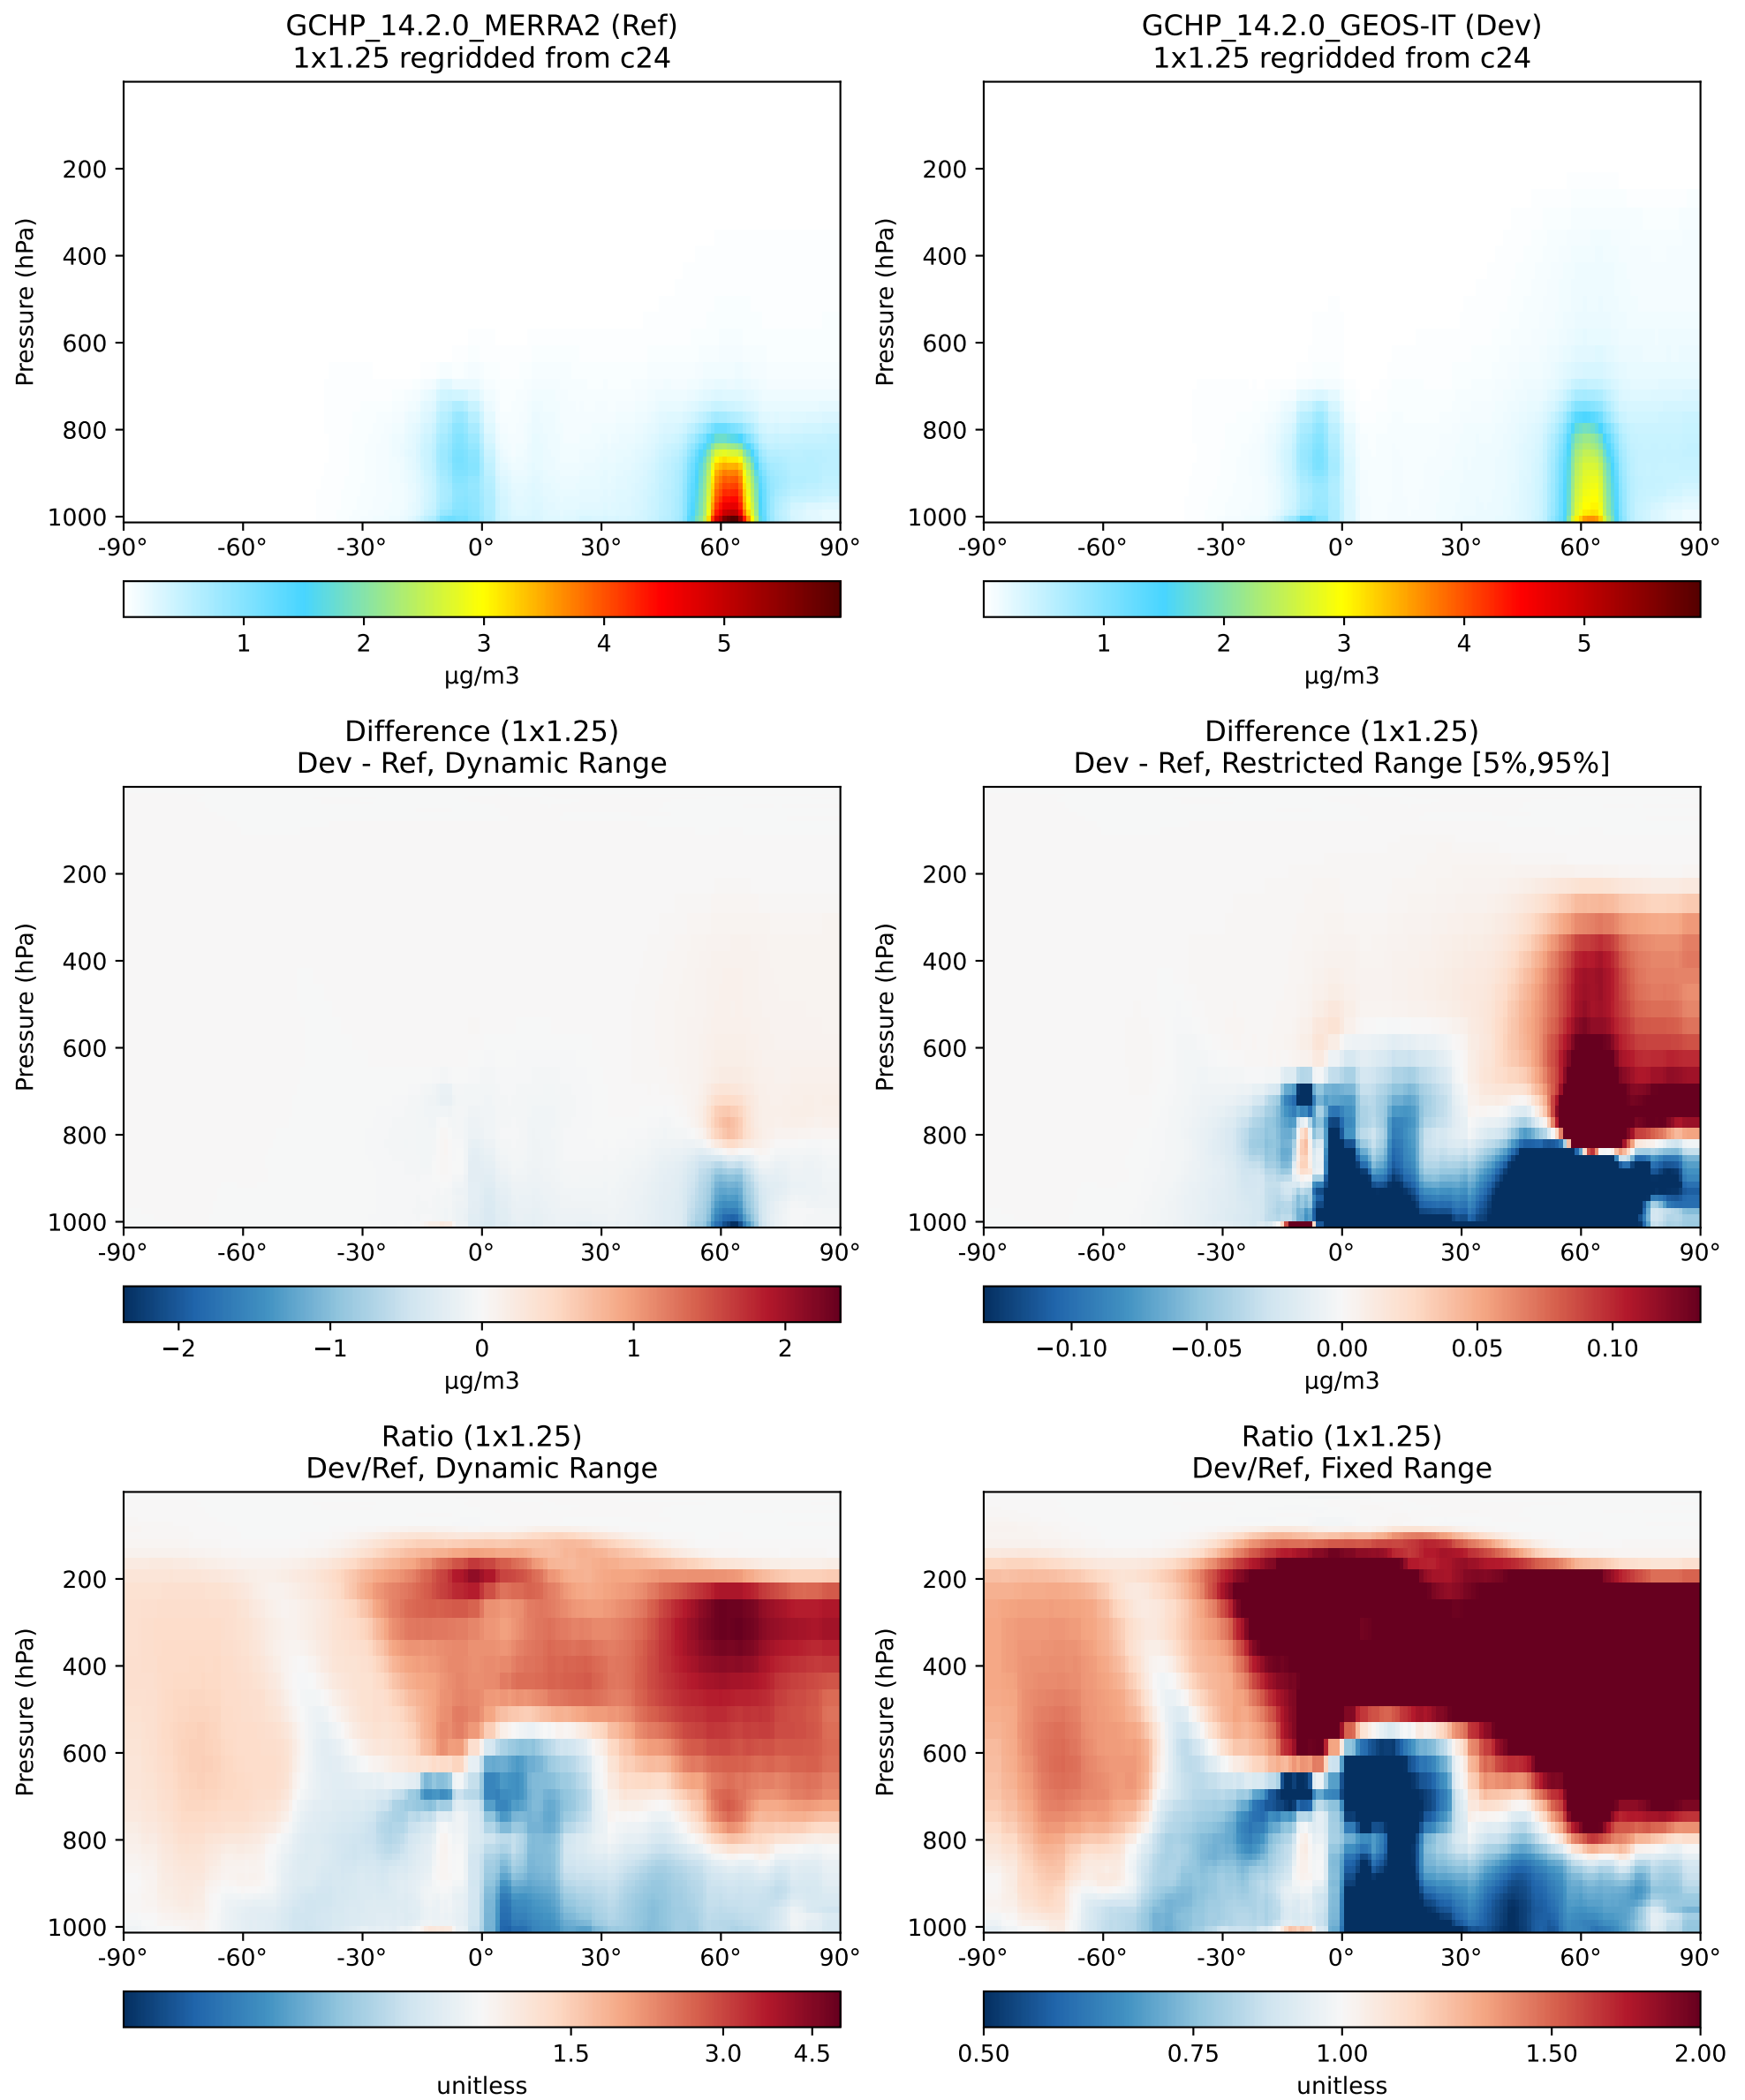 GCHP_14.2.0_MERRA2 (Ref)
1x1.25 regridded from c24
Pressure (hPa)
200
400
600
800
1000
-90° -60° -30° 0° 30° 60° 90°
1 2 3 4 5
μg/m3
GCHP_14.2.0_GEOS-IT (Dev)
1x1.25 regridded from c24
Pressure (hPa)
200
400
600
800
1000
-90° -60° -30° 0° 30° 60° 90°
1 2 3 4 5
μg/m3
Difference (1x1.25)
Dev - Ref, Dynamic Range
Pressure (hPa)
200
400
600
800
1000
-90° -60° -30° 0° 30° 60° 90°
−2 −1 0 1 2
μg/m3
Difference (1x1.25)
Dev - Ref, Restricted Range [5%,95%]
Pressure (hPa)
200
400
600
800
1000
-90° -60° -30° 0° 30° 60° 90°
−0.10 −0.05 0.00 0.05 0.10
μg/m3
Ratio (1x1.25)
Dev/Ref, Dynamic Range
Pressure (hPa)
200
400
600
800
1000
-90° -60° -30° 0° 30° 60° 90°
1.5 3.0 4.5
unitless
Ratio (1x1.25)
Dev/Ref, Fixed Range
Pressure (hPa)
200
400
600
800
1000
-90° -60° -30° 0° 30° 60° 90°
0.50 0.75 1.00 1.50 2.00
unitless